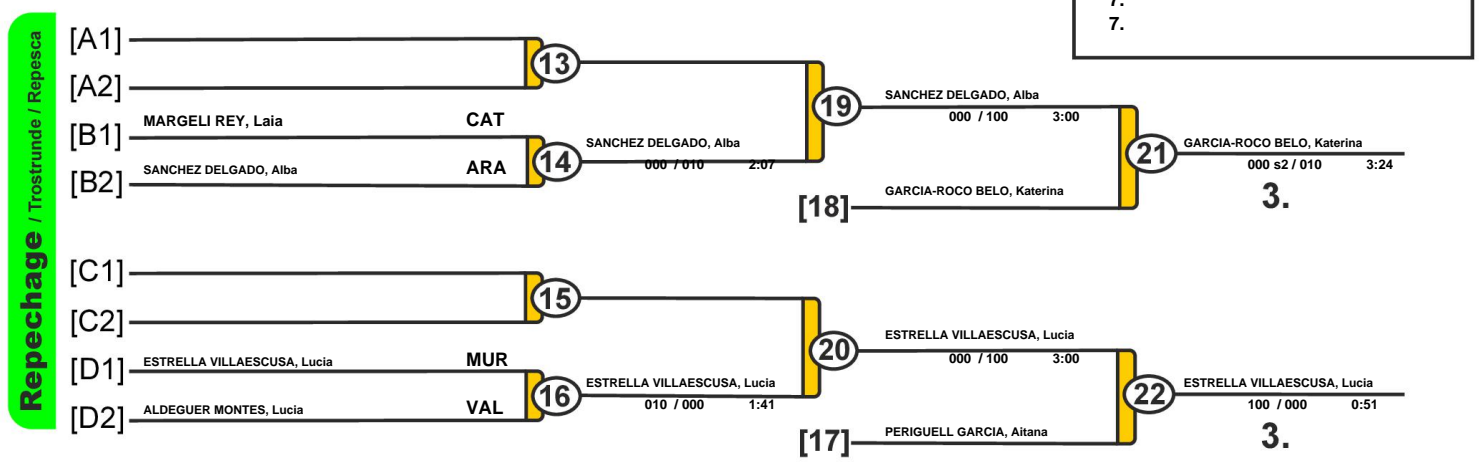 7.
7.
Repechage / Trostrunde / Repesca
[A1]
13
[A2]
19
SANCHEZ DELGADO, Alba
000 / 100 3:00
[B1] MARGELI REY, Laia CAT
14
SANCHEZ DELGADO, Alba
000 / 010 2:07
[B2] SANCHEZ DELGADO, Alba ARA
21
GARCIA-ROCO BELO, Katerina
000 s2 / 010 3:24
3.
[18] GARCIA-ROCO BELO, Katerina
[C1]
15
[C2]
20
ESTRELLA VILLAESCUSA, Lucia
000 / 100 3:00
[D1] ESTRELLA VILLAESCUSA, Lucia MUR
16
ESTRELLA VILLAESCUSA, Lucia
010 / 000 1:41
[D2] ALDEGUER MONTES, Lucia VAL
22
ESTRELLA VILLAESCUSA, Lucia
100 / 000 0:51
3.
[17] PERIGUELL GARCIA, Aitana